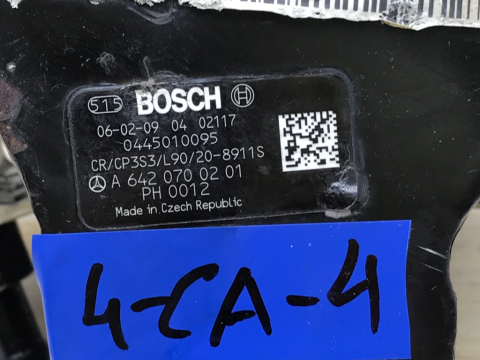 515 BOSCH
06-02-09 04 02117
0445010095
CR/CP3S3/L90/20-8911S
A 642 070 02 01
PH 0012
Made in Czech Republic
4-CA-4